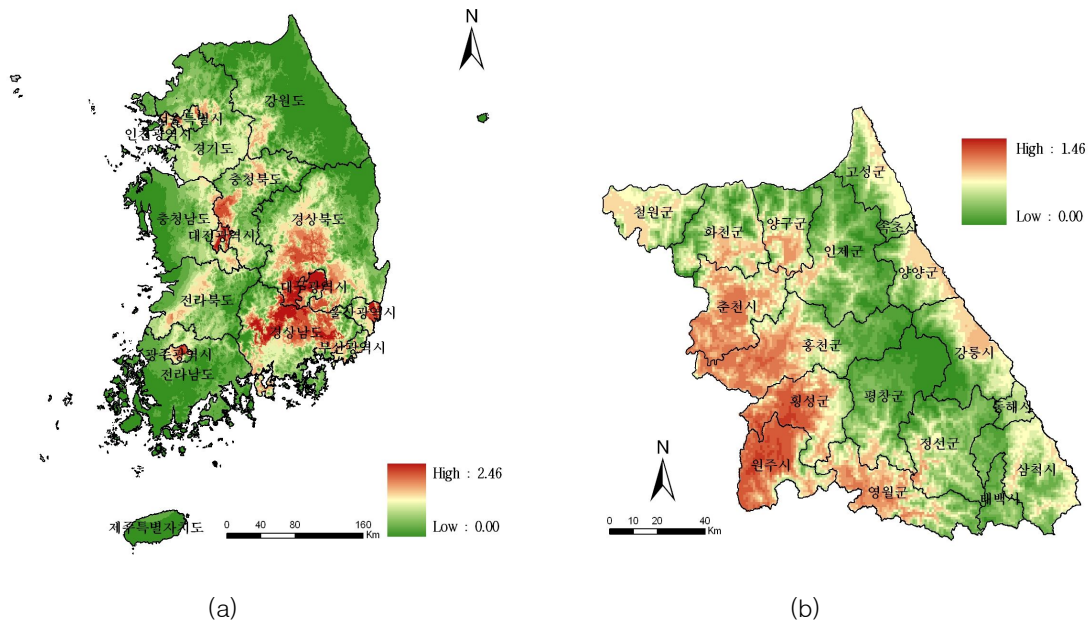 N
강원도
서울특별시
인천광역시
경기도
충청북도
충청남도
대전광역시
경상북도
대구광역시
전라북도
울산광역시
경상남도
부산광역시
광주광역시
전라남도
제주특별자치도
High : 2.46
Low : 0.00
0 40 80 160
Km
(a)
고성군
철원군
화천군
양구군
속초시
인제군
양양군
춘천시
홍천군
강릉시
횡성군
평창군
동해시
정선군
원주시
삼척시
영월군
태백시
High : 1.46
Low : 0.00
N
0 10 20 40
Km
(b)